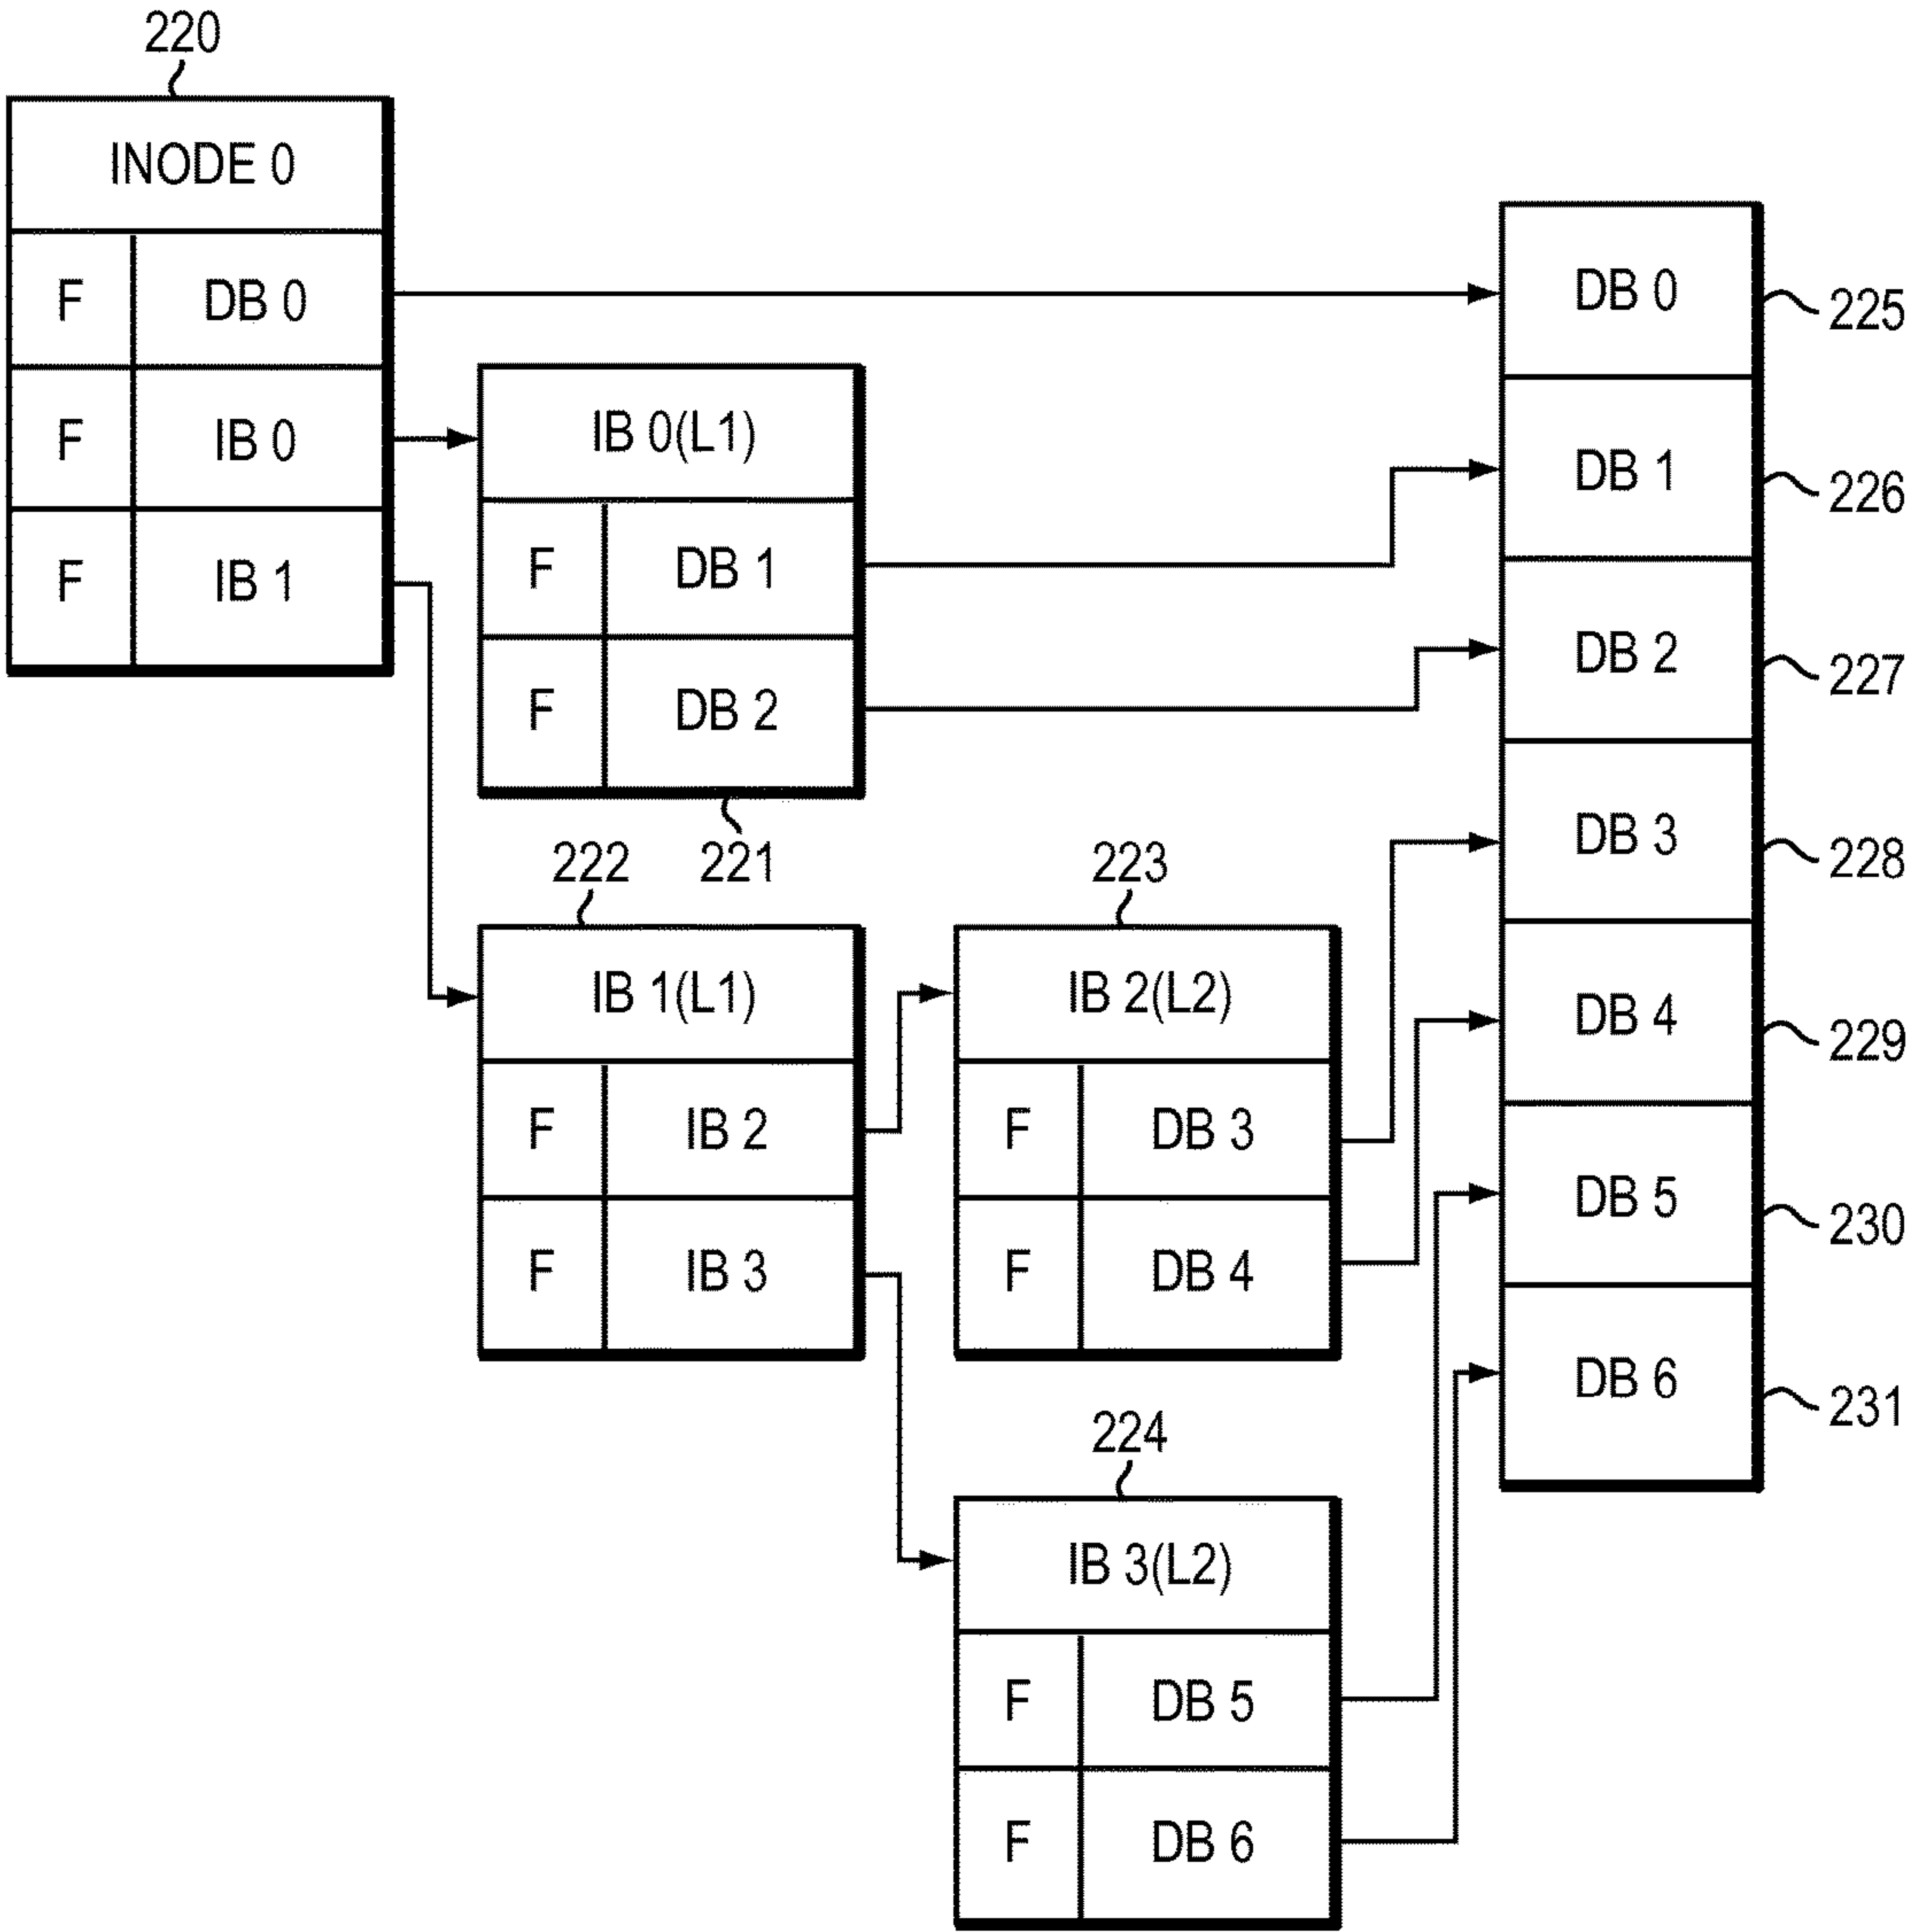 220
INODE 0
F DB 0
F IB 0
F IB 1
IB 0(L1)
F DB 1
F DB 2
221
222
IB 1(L1)
F IB 2
F IB 3
223
IB 2(L2)
F DB 3
F DB 4
224
IB 3(L2)
F DB 5
F DB 6
DB 0 225
DB 1 226
DB 2 227
DB 3 228
DB 4 229
DB 5 230
DB 6 231